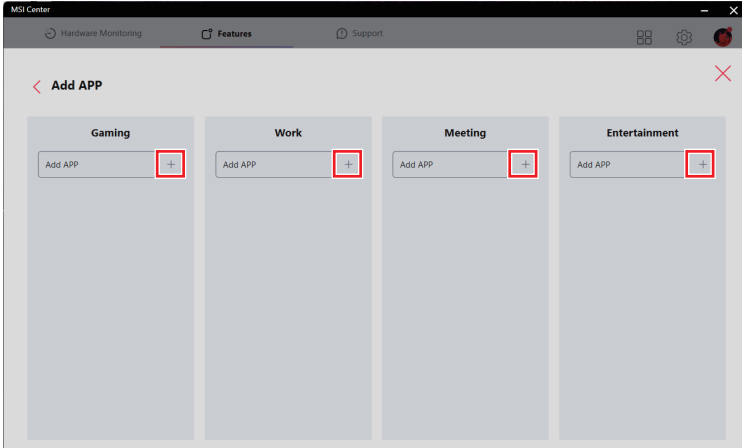 MSI Center
Hardware Monitoring Features Support
Add APP
Gaming Work Meeting Entertainment
Add APP + Add APP + Add APP + Add APP +